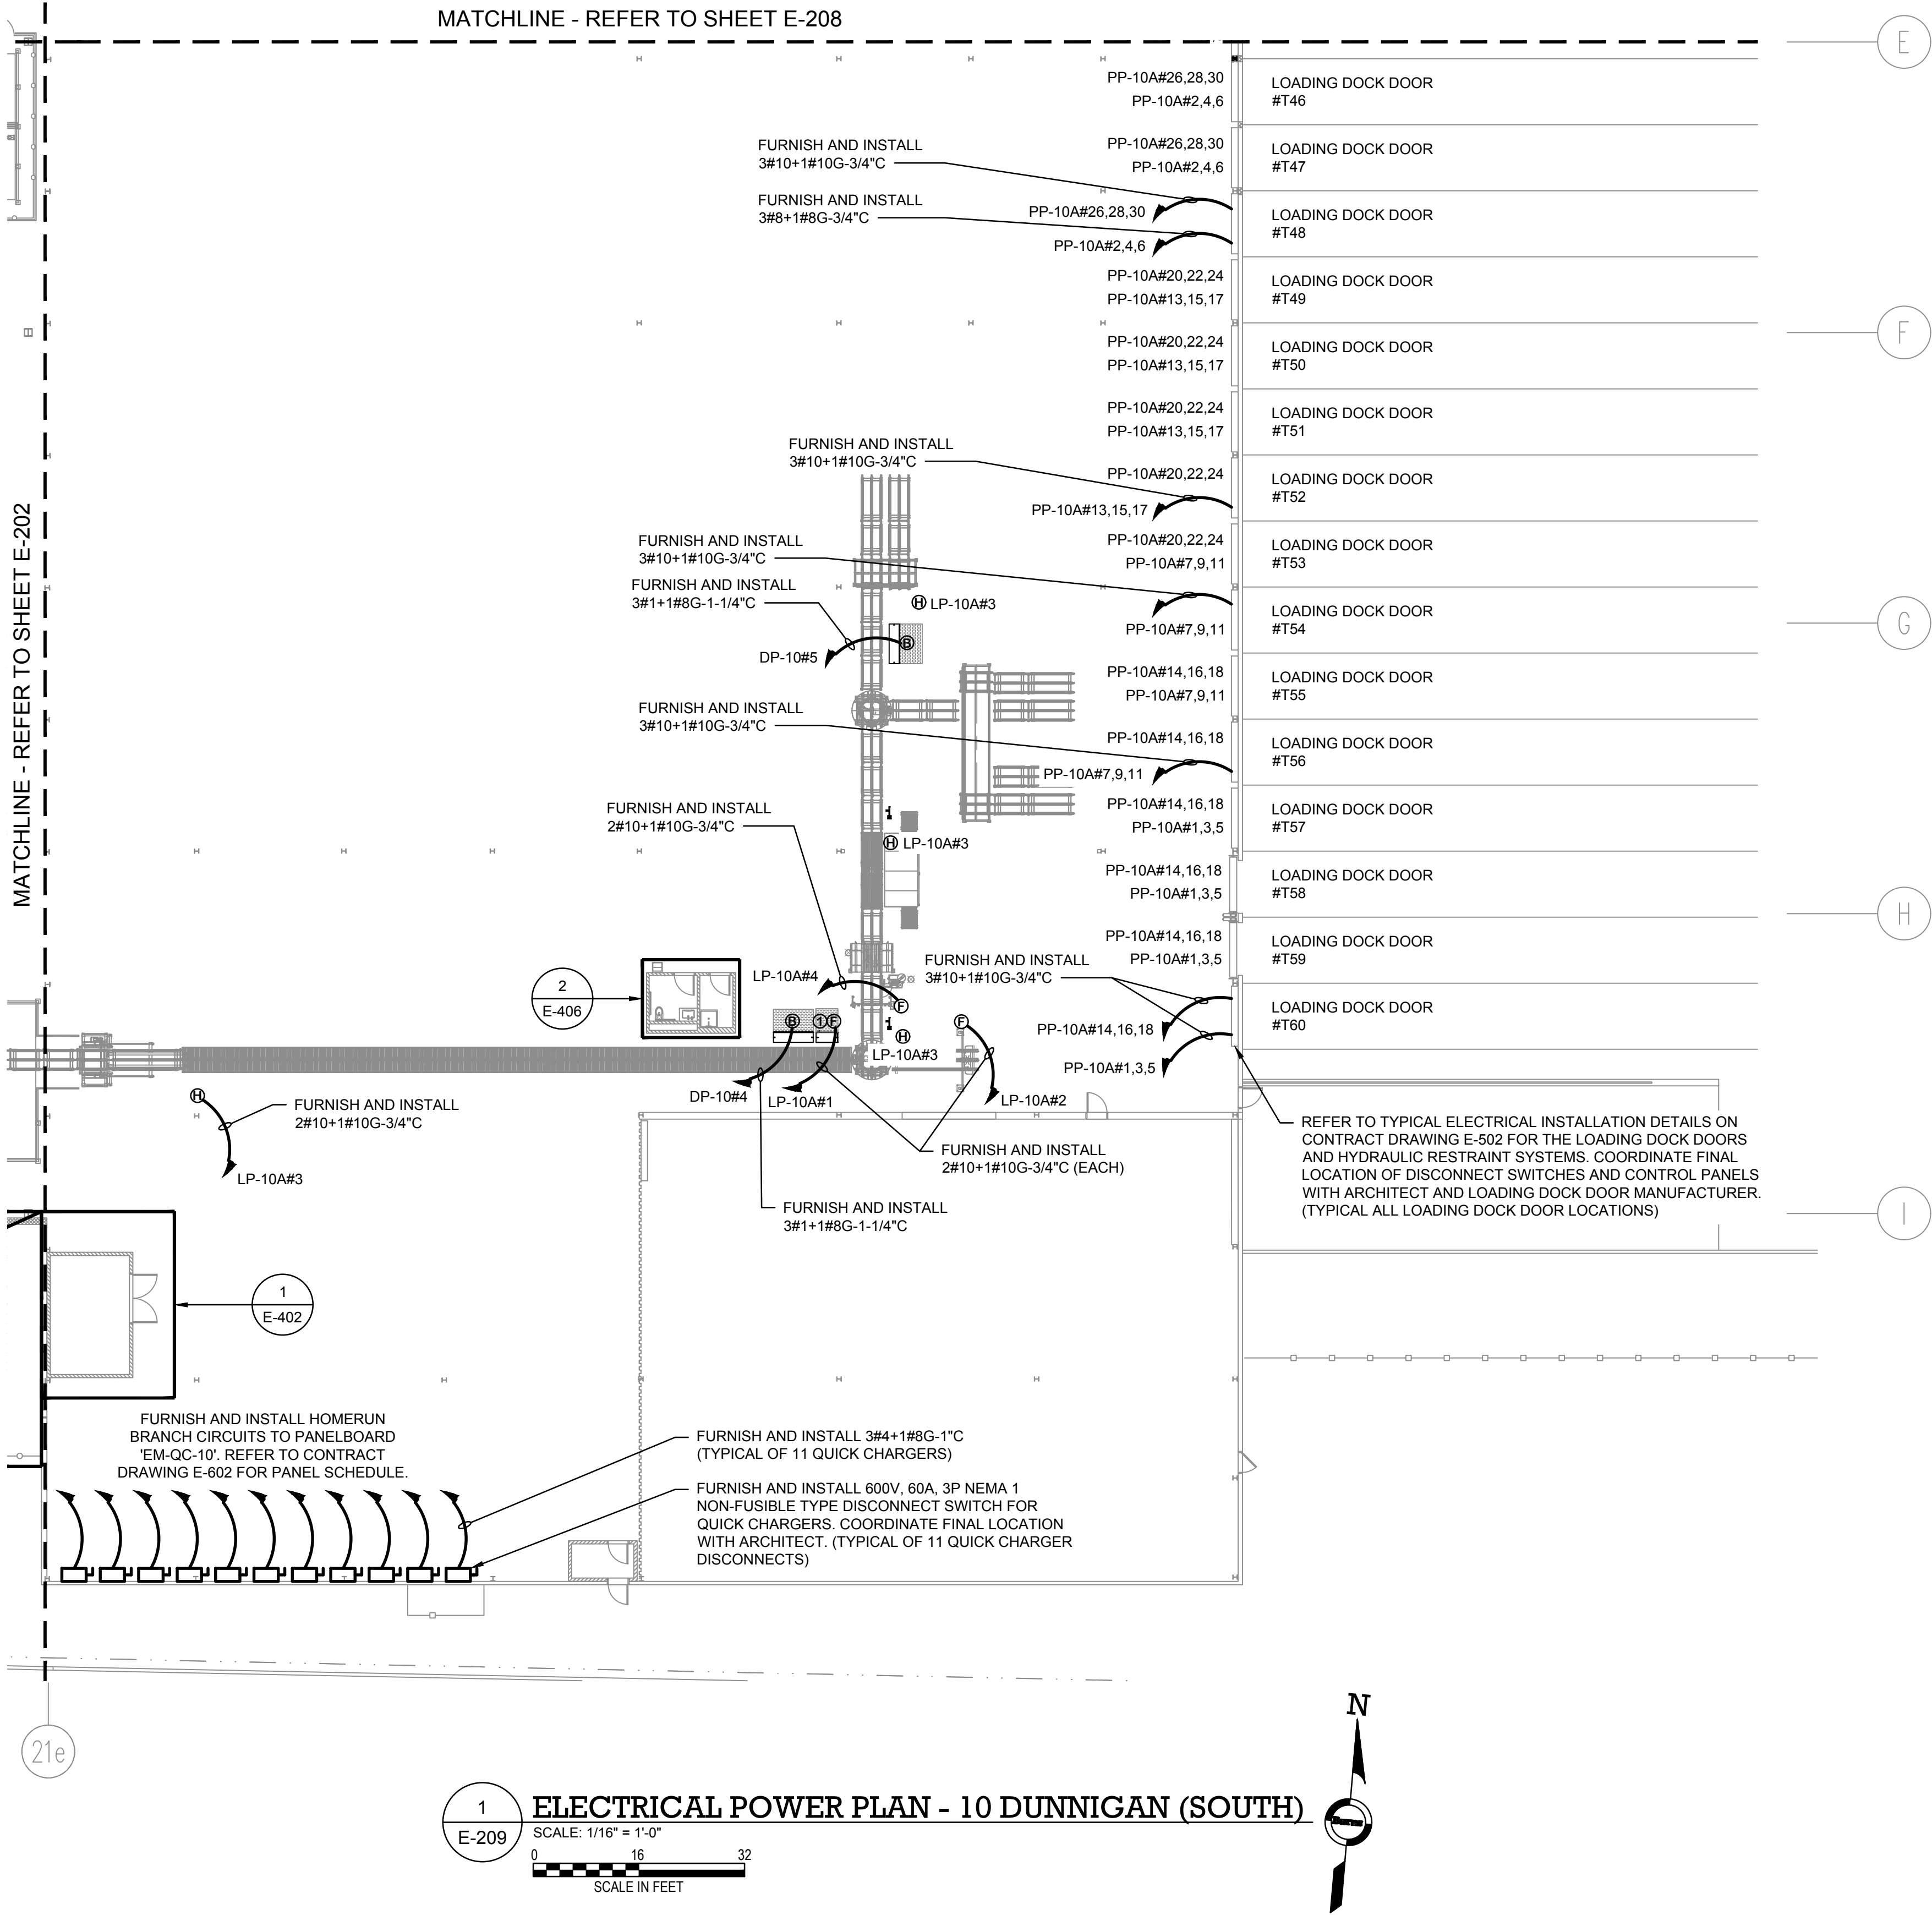 MATCHLINE - REFER TO SHEET E-208
E
PP-10A#26,28,30
PP-10A#2,4,6
LOADING DOCK DOOR
#T46
FURNISH AND INSTALL
3#10+1#10G-3/4"C
PP-10A#26,28,30
PP-10A#2,4,6
LOADING DOCK DOOR
#T47
FURNISH AND INSTALL
3#8+1#8G-3/4"C
PP-10A#26,28,30
PP-10A#2,4,6
LOADING DOCK DOOR
#T48
PP-10A#20,22,24
PP-10A#13,15,17
LOADING DOCK DOOR
#T49
F
PP-10A#20,22,24
PP-10A#13,15,17
LOADING DOCK DOOR
#T50
PP-10A#20,22,24
PP-10A#13,15,17
LOADING DOCK DOOR
#T51
FURNISH AND INSTALL
3#10+1#10G-3/4"C
PP-10A#20,22,24
PP-10A#13,15,17
LOADING DOCK DOOR
#T52
MATCHLINE - REFER TO SHEET E-202
FURNISH AND INSTALL
3#10+1#10G-3/4"C
PP-10A#20,22,24
PP-10A#7,9,11
LOADING DOCK DOOR
#T53
FURNISH AND INSTALL
3#1+1#8G-1-1/4"C
H LP-10A#3
B
DP-10#5
PP-10A#7,9,11
LOADING DOCK DOOR
#T54
G
PP-10A#14,16,18
PP-10A#7,9,11
LOADING DOCK DOOR
#T55
FURNISH AND INSTALL
3#10+1#10G-3/4"C
PP-10A#14,16,18
PP-10A#7,9,11
LOADING DOCK DOOR
#T56
FURNISH AND INSTALL
2#10+1#10G-3/4"C
PP-10A#14,16,18
PP-10A#1,3,5
LOADING DOCK DOOR
#T57
H LP-10A#3
PP-10A#14,16,18
PP-10A#1,3,5
LOADING DOCK DOOR
#T58
H
PP-10A#14,16,18
PP-10A#1,3,5
LOADING DOCK DOOR
#T59
FURNISH AND INSTALL
3#10+1#10G-3/4"C
LP-10A#4
F
2
E-406
B
1 F
H
LP-10A#3
F
PP-10A#14,16,18
PP-10A#1,3,5
LOADING DOCK DOOR
#T60
DP-10#4
LP-10A#1
LP-10A#2
H
FURNISH AND INSTALL
2#10+1#10G-3/4"C
LP-10A#3
FURNISH AND INSTALL
2#10+1#10G-3/4"C (EACH)
FURNISH AND INSTALL
3#1+1#8G-1-1/4"C
REFER TO TYPICAL ELECTRICAL INSTALLATION DETAILS ON
CONTRACT DRAWING E-502 FOR THE LOADING DOCK DOORS
AND HYDRAULIC RESTRAINT SYSTEMS. COORDINATE FINAL
LOCATION OF DISCONNECT SWITCHES AND CONTROL PANELS
WITH ARCHITECT AND LOADING DOCK DOOR MANUFACTURER.
(TYPICAL ALL LOADING DOCK DOOR LOCATIONS)
I
1
E-402
FURNISH AND INSTALL HOMERUN
BRANCH CIRCUITS TO PANELBOARD
'EM-QC-10'. REFER TO CONTRACT
DRAWING E-602 FOR PANEL SCHEDULE.
FURNISH AND INSTALL 3#4+1#8G-1"C
(TYPICAL OF 11 QUICK CHARGERS)
FURNISH AND INSTALL 600V, 60A, 3P NEMA 1
NON-FUSIBLE TYPE DISCONNECT SWITCH FOR
QUICK CHARGERS. COORDINATE FINAL LOCATION
WITH ARCHITECT. (TYPICAL OF 11 QUICK CHARGER
DISCONNECTS)
21e
N
1
E-209
ELECTRICAL POWER PLAN - 10 DUNNIGAN (SOUTH)
SCALE: 1/16" = 1'-0"
0 16 32
SCALE IN FEET